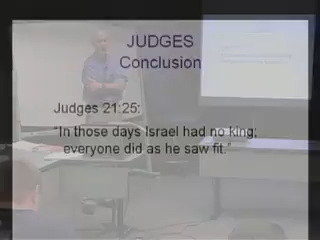 JUDGES
Conclusion
Judges 21:25:
"In those days Israel had no king;
everyone did as he saw fit."